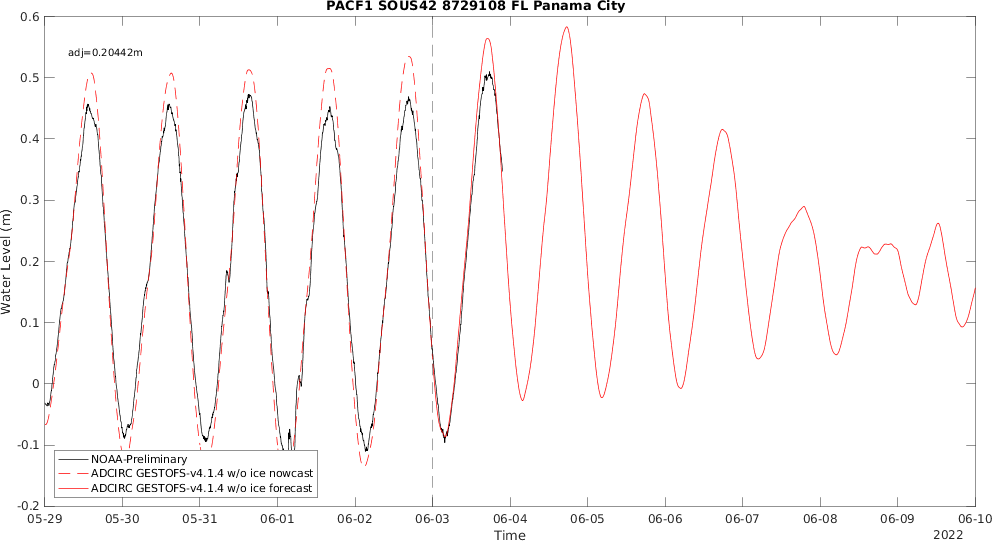 PACF1 SOUS42 8729108 FL Panama City
adj=0.20442m
Water Level (m)
0.6
0.5
0.4
0.3
0.2
0.1
0
-0.1
-0.2
NOAA-Preliminary
ADCIRC GESTOFS-v4.1.4 w/o ice nowcast
ADCIRC GESTOFS-v4.1.4 w/o ice forecast
05-29 05-30 05-31 06-01 06-02 06-03 06-04 06-05 06-06 06-07 06-08 06-09 06-10
Time
2022